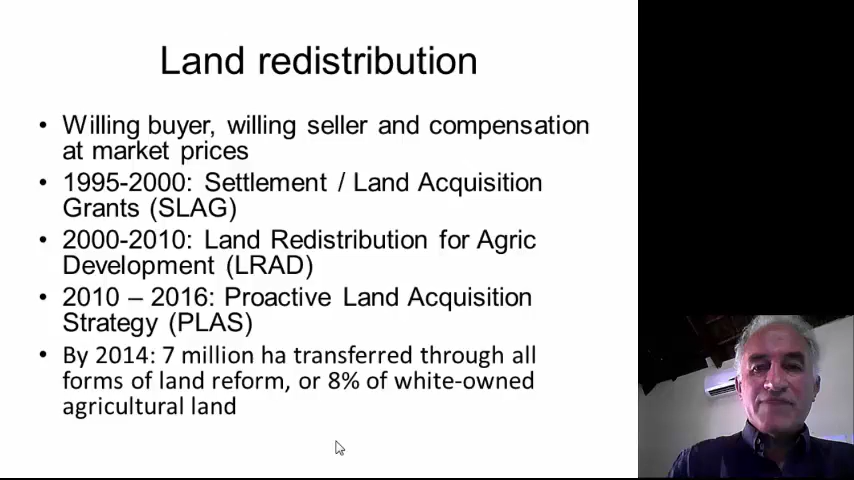 Land redistribution
• Willing buyer, willing seller and compensation
at market prices
• 1995-2000: Settlement / Land Acquisition
Grants (SLAG)
• 2000-2010: Land Redistribution for Agric
Development (LRAD)
• 2010 – 2016: Proactive Land Acquisition
Strategy (PLAS)
• By 2014: 7 million ha transferred through all
forms of land reform, or 8% of white-owned
agricultural land